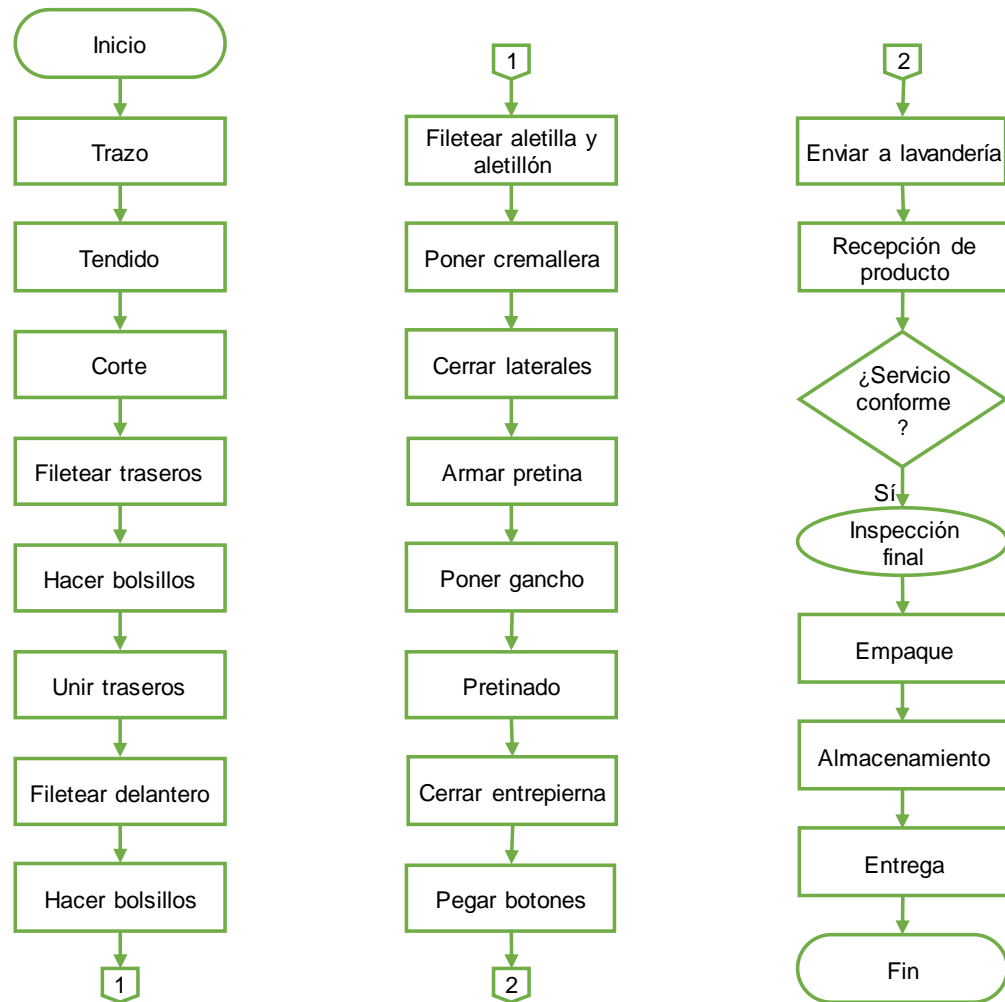 Inicio
Trazo
Tendido
Corte
Filetear traseros
Hacer bolsillos
Unir traseros
Filetear delantero
Hacer bolsillos
1
1
Filetear aletilla y
aletillón
Poner cremallera
Cerrar laterales
Armar pretina
Poner gancho
Pretinado
Cerrar entrepierna
Pegar botones
2
2
Enviar a lavandería
Recepción de
producto
¿Servicio
conforme
?
Sí
Inspección
final
Empaque
Almacenamiento
Entrega
Fin